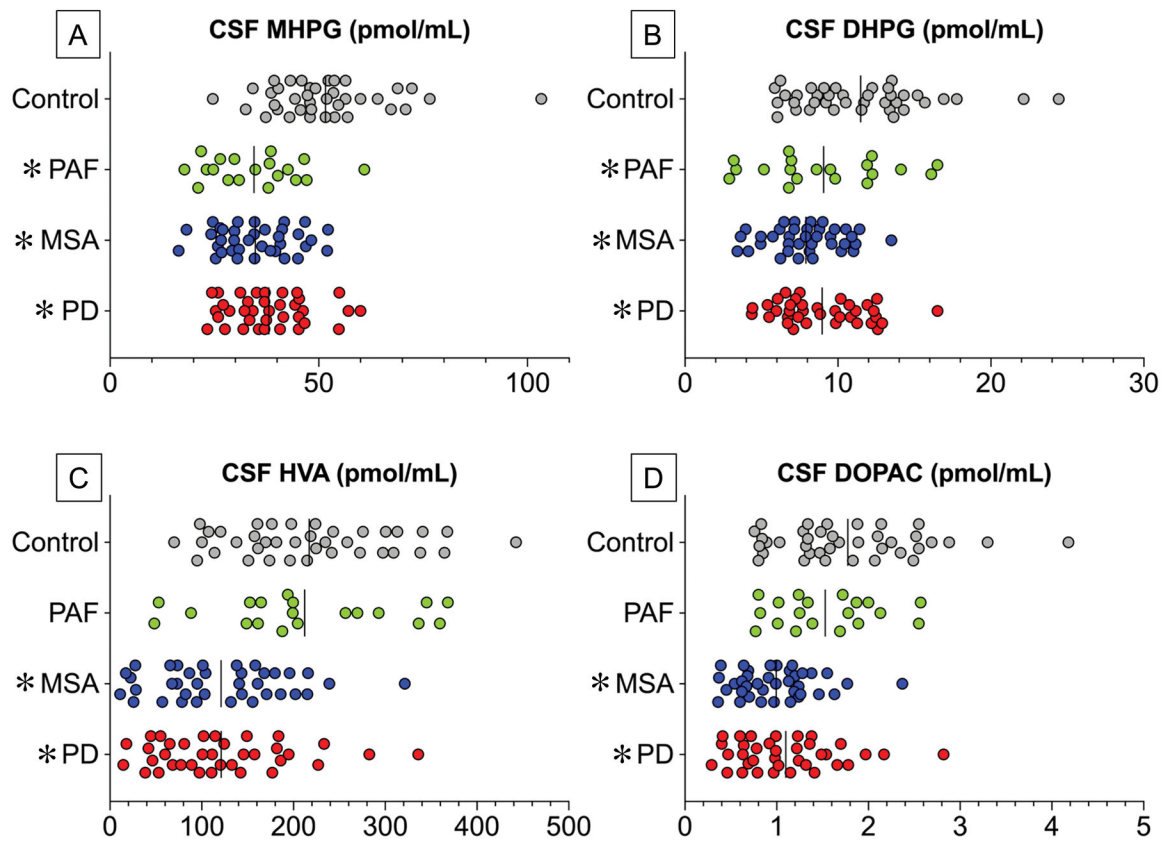 A CSF MHPG (pmol/mL)
Control
* PAF
* MSA
* PD
0 50 100
B CSF DHPG (pmol/mL)
Control
* PAF
* MSA
* PD
0 10 20 30
C CSF HVA (pmol/mL)
Control
PAF
* MSA
* PD
0 100 200 300 400 500
D CSF DOPAC (pmol/mL)
Control
PAF
* MSA
* PD
0 1 2 3 4 5